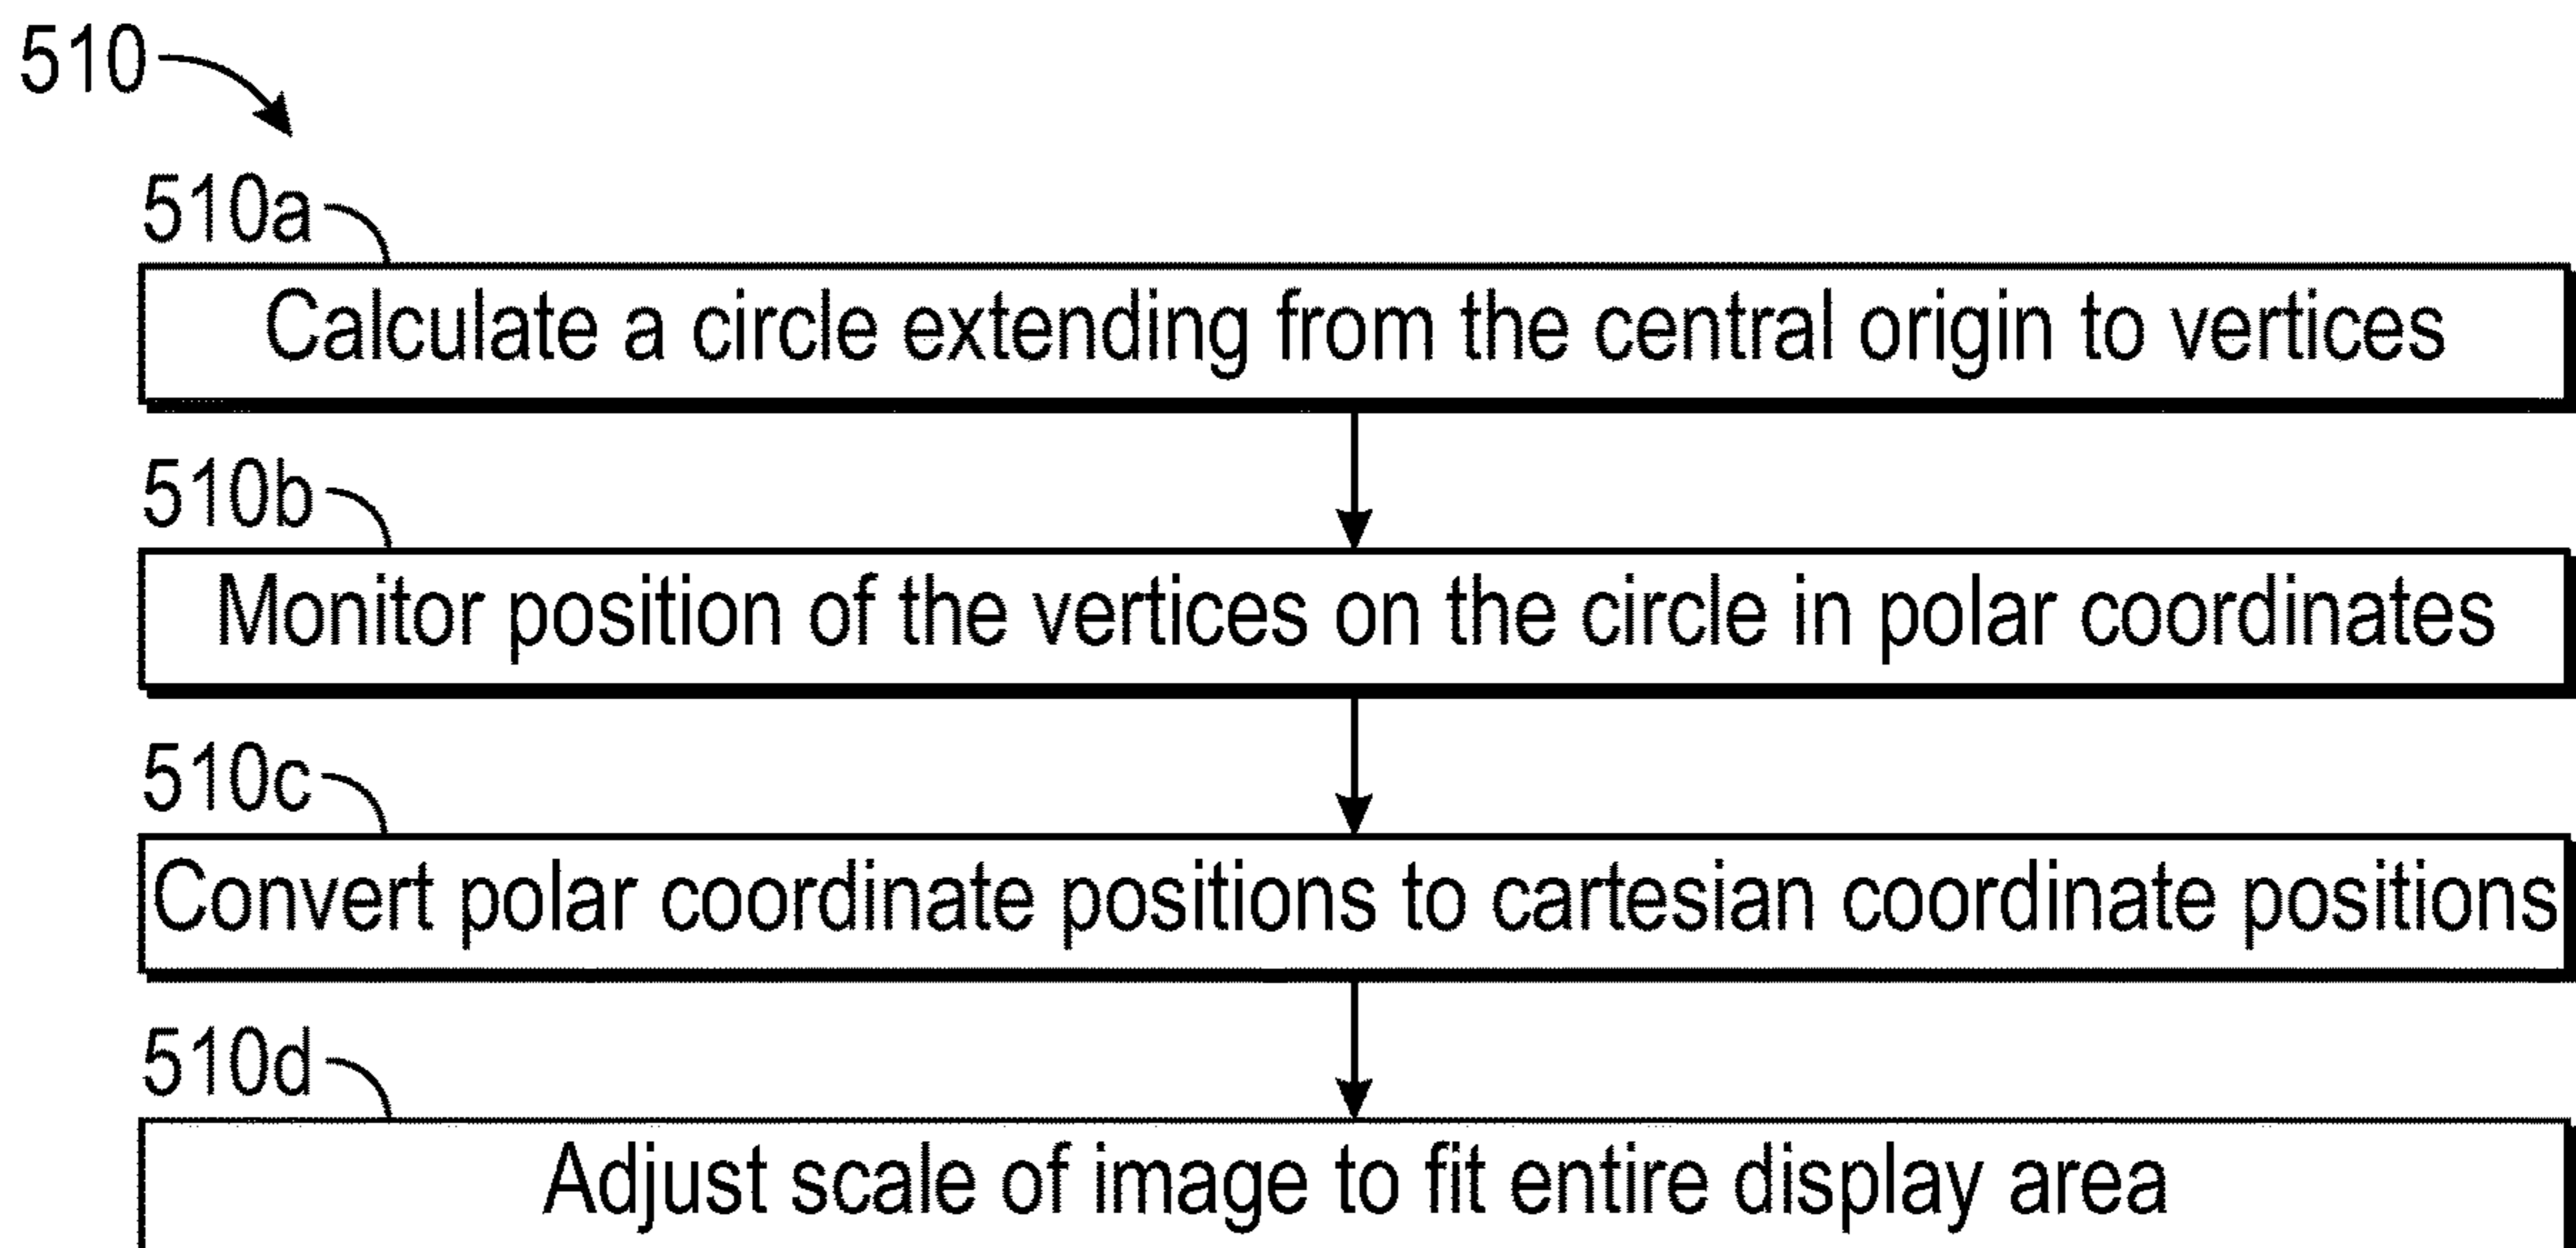 510
510a
Calculate a circle extending from the central origin to vertices
510b
Monitor position of the vertices on the circle in polar coordinates
510c
Convert polar coordinate positions to cartesian coordinate positions
510d
Adjust scale of image to fit entire display area